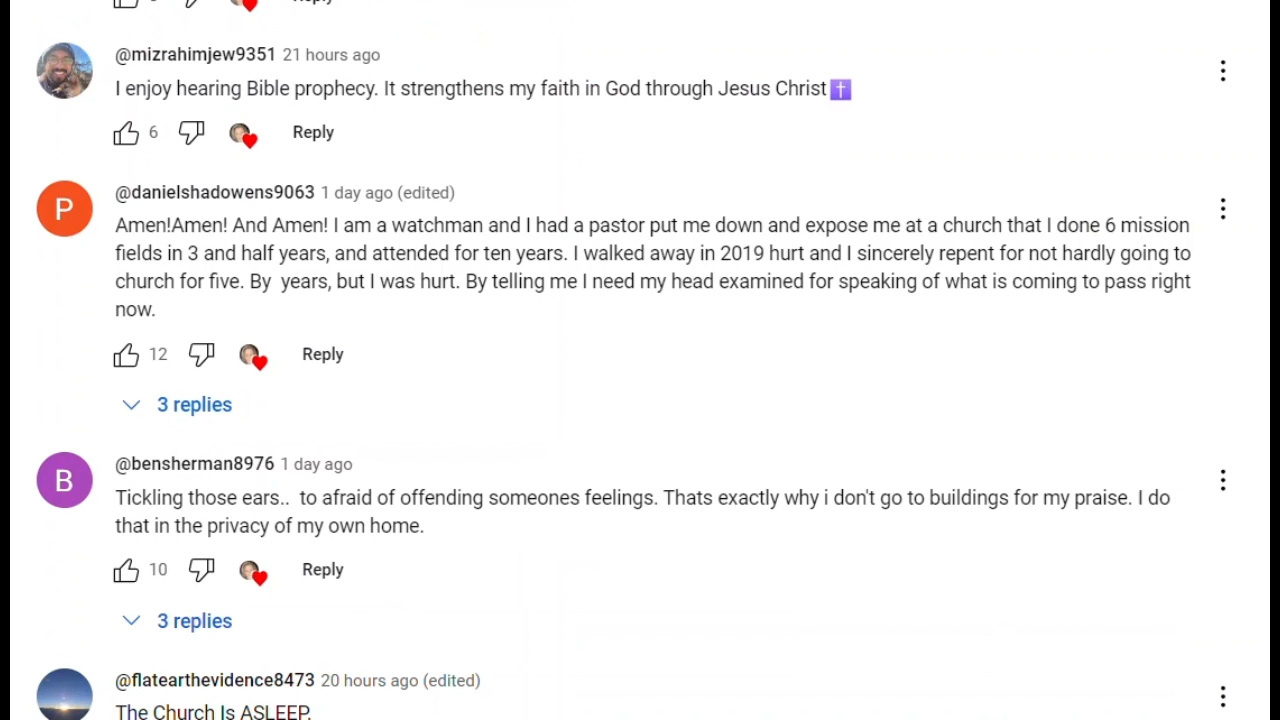 Reply
@mizrahimjew9351 21 hours ago
I enjoy hearing Bible prophecy. It strengthens my faith in God through Jesus Christ✝️
6 Reply
P
@danielshadowens9063 1 day ago (edited)
Amen!Amen! And Amen! I am a watchman and I had a pastor put me down and expose me at a church that I done 6 mission
fields in 3 and half years, and attended for ten years. I walked away in 2019 hurt and I sincerely repent for not hardly going to
church for five. By  years, but I was hurt. By telling me I need my head examined for speaking of what is coming to pass right
now.
12 Reply
3 replies
B
@bensherman8976 1 day ago
Tickling those ears..  to afraid of offending someones feelings. Thats exactly why i don't go to buildings for my praise. I do
that in the privacy of my own home.
10 Reply
3 replies
@flatearthevidence8473 20 hours ago (edited)
The Church Is ASLEEP.